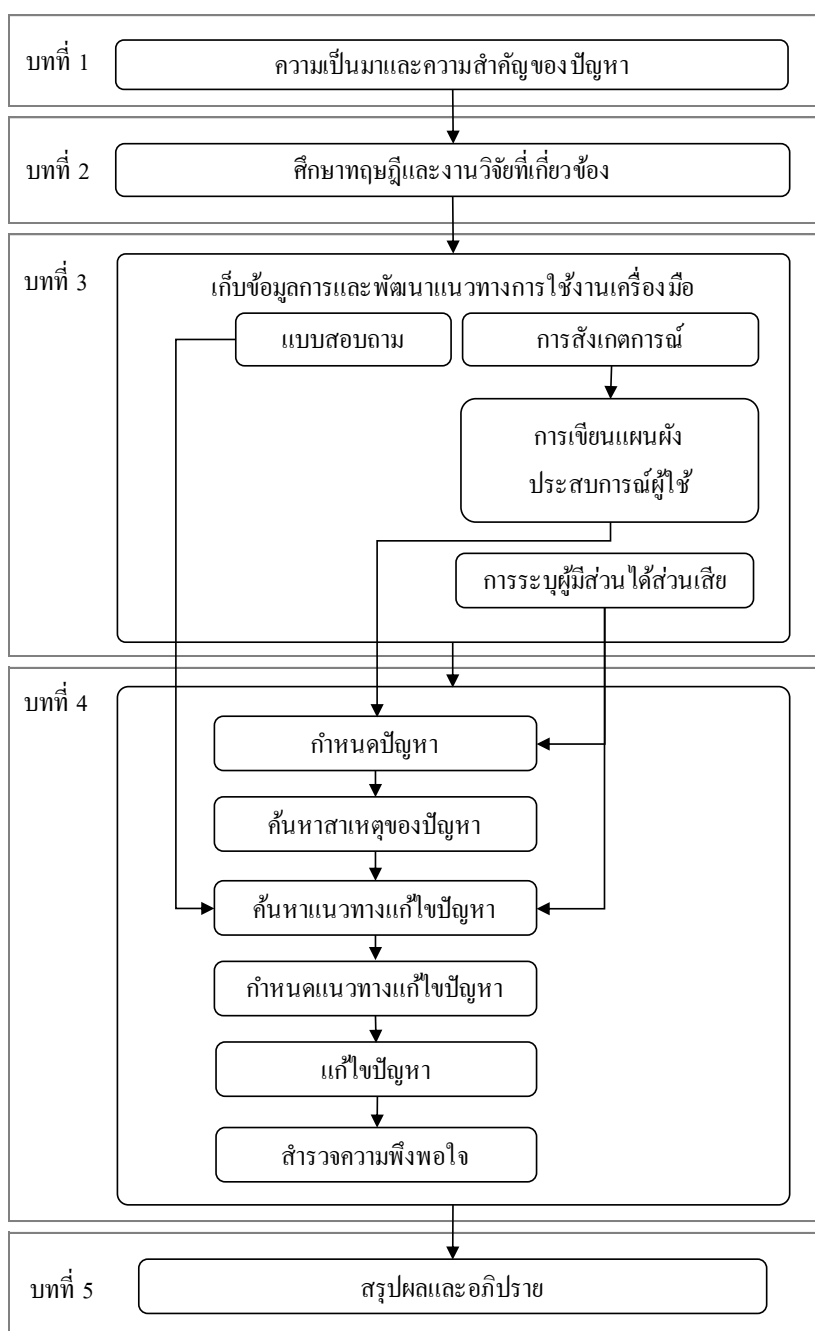 บทที่ 1
ความเป็นมาและความสำคัญของปัญหา
บทที่ 2
ศึกษาทฤษฎีและงานวิจัยที่เกี่ยวข้อง
บทที่ 3
เก็บข้อมูลการและพัฒนาแนวทางการใช้งานเครื่องมือ
แบบสอบถาม
การสังเกตการณ์
การเขียนแผนผัง
ประสบการณ์ผู้ใช้
การระบุผู้มีส่วนได้ส่วนเสีย
บทที่ 4
กำหนดปัญหา
ค้นหาสาเหตุของปัญหา
ค้นหาแนวทางแก้ไขปัญหา
กำหนดแนวทางแก้ไขปัญหา
แก้ไขปัญหา
สำรวจความพึงพอใจ
บทที่ 5
สรุปผลและอภิปราย